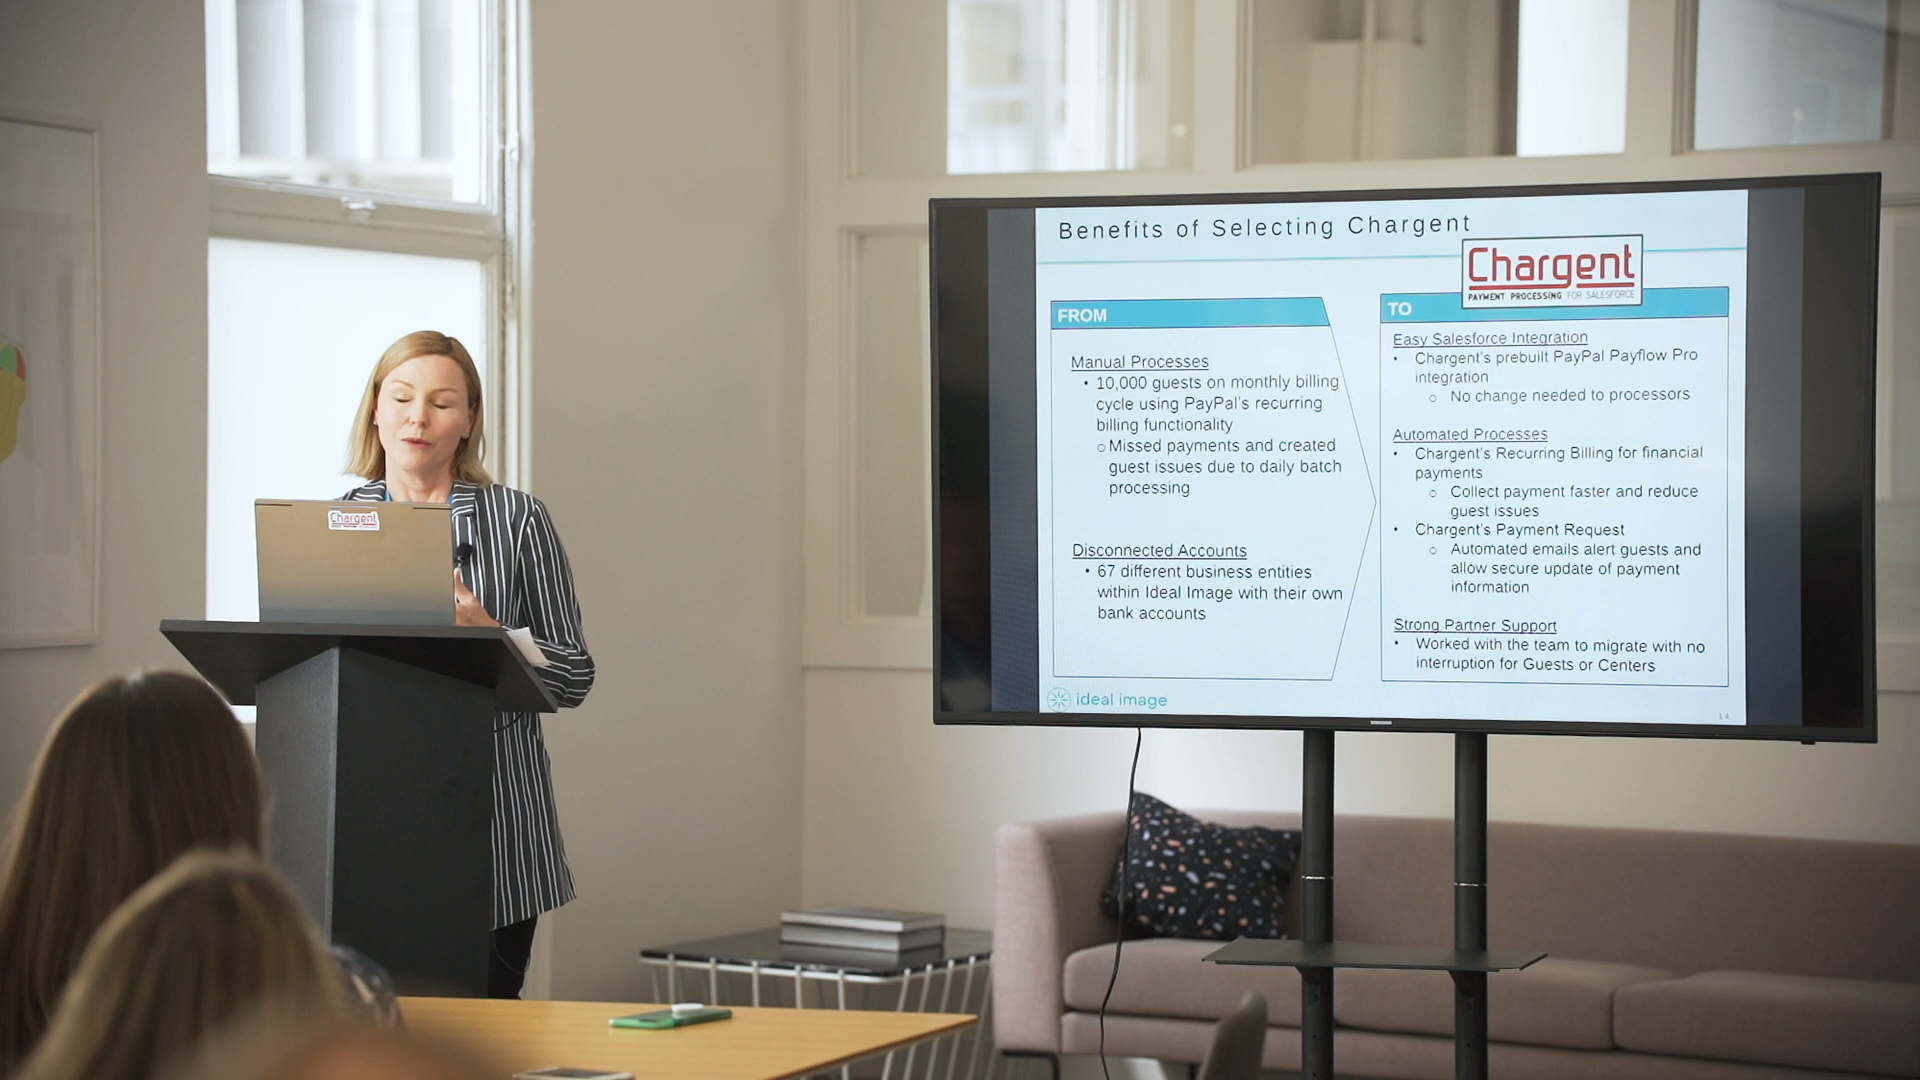 Benefits of Selecting Chargent
Chargent
PAYMENT PROCESSING FOR SALESFORCE
FROM
Manual Processes
• 10,000 guests on monthly billing
cycle using PayPal's recurring
billing functionality
○ Missed payments and created
guest issues due to daily batch
processing
Disconnected Accounts
• 67 different business entities
within Ideal Image with their own
bank accounts
TO
Easy Salesforce Integration
• Chargent's prebuilt PayPal Payflow Pro
integration
○ No change needed to processors
Automated Processes
• Chargent's Recurring Billing for financial
payments
○ Collect payment faster and reduce
guest issues
• Chargent's Payment Request
○ Automated emails alert guests and
allow secure update of payment
information
Strong Partner Support
• Worked with the team to migrate with no
interruption for Guests or Centers
ideal image
14
Chargent